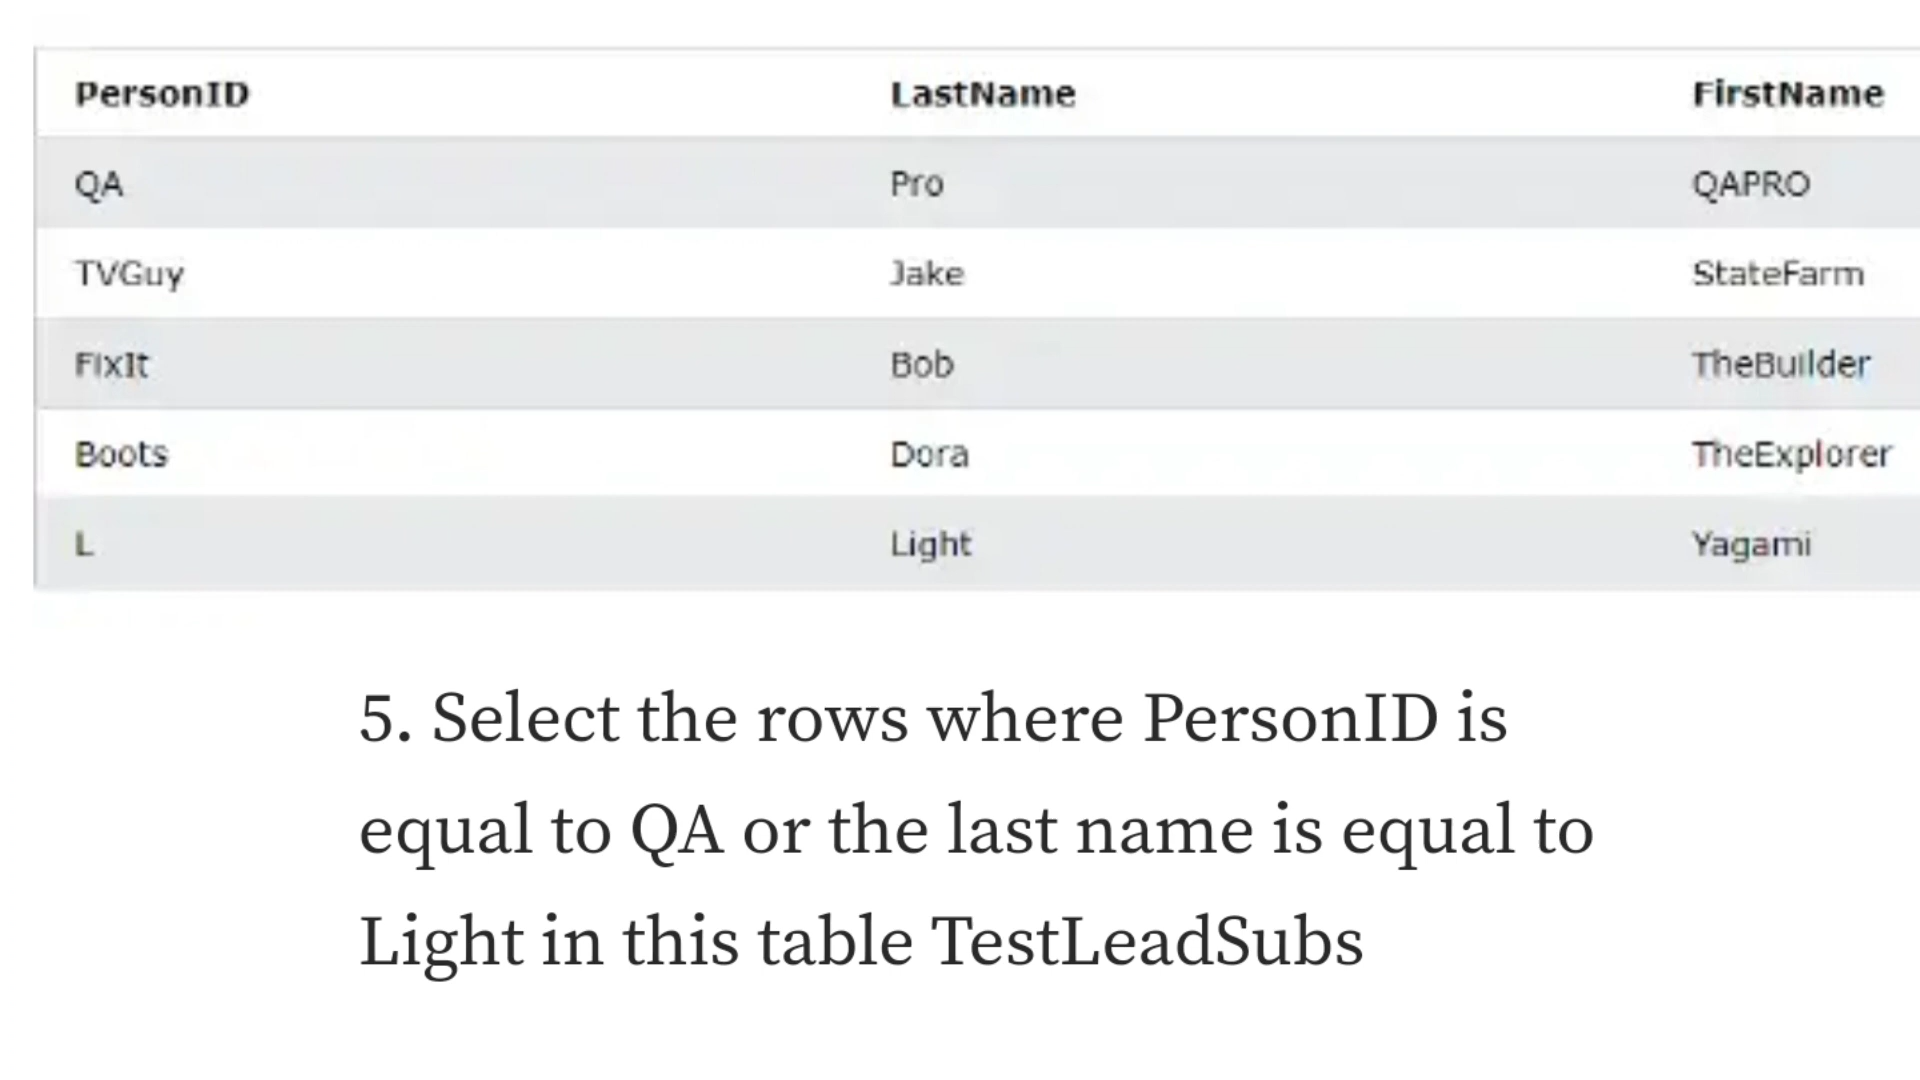 PersonID LastName FirstName
QA Pro QAPRO
TVGuy Jake StateFarm
FixIt Bob TheBuilder
Boots Dora TheExplorer
L Light Yagami
5. Select the rows where PersonID is
equal to QA or the last name is equal to
Light in this table TestLeadSubs